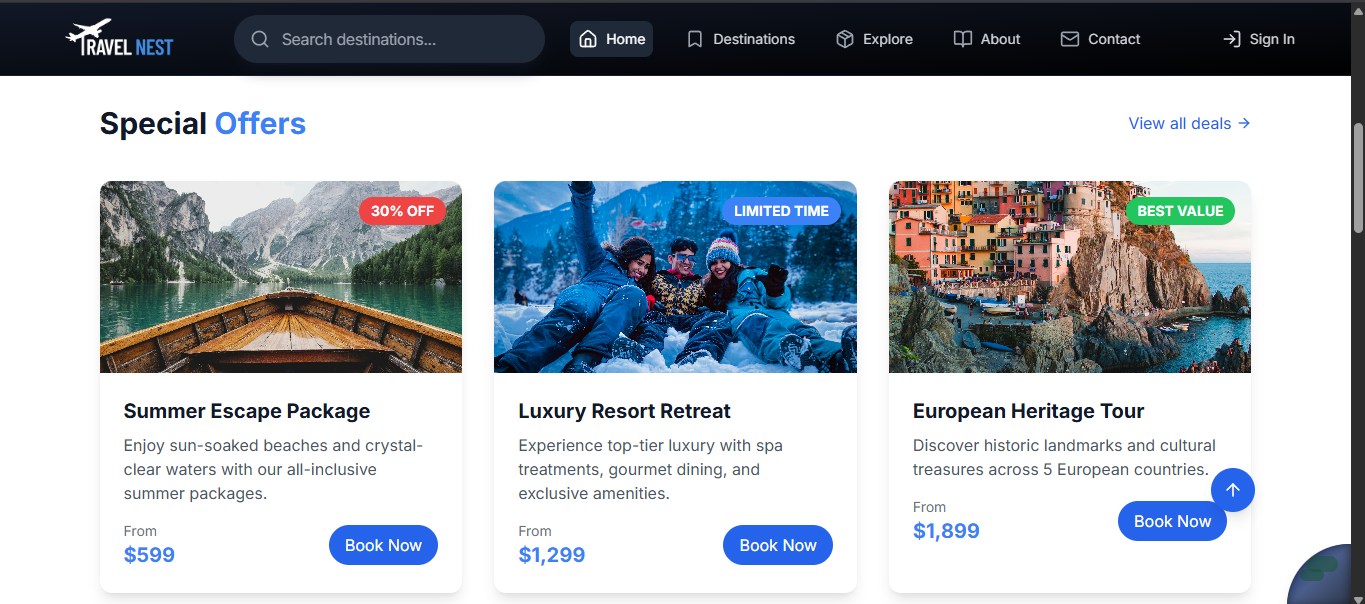 TRAVEL NEST
Search destinations...
Home
Destinations
Explore
About
Contact
Sign In
Special Offers
View all deals →
30% OFF
Summer Escape Package
Enjoy sun-soaked beaches and crystal-
clear waters with our all-inclusive
summer packages.
From
$599
Book Now
LIMITED TIME
Luxury Resort Retreat
Experience top-tier luxury with spa
treatments, gourmet dining, and
exclusive amenities.
From
$1,299
Book Now
BEST VALUE
European Heritage Tour
Discover historic landmarks and cultural
treasures across 5 European countries.
From
$1,899
Book Now